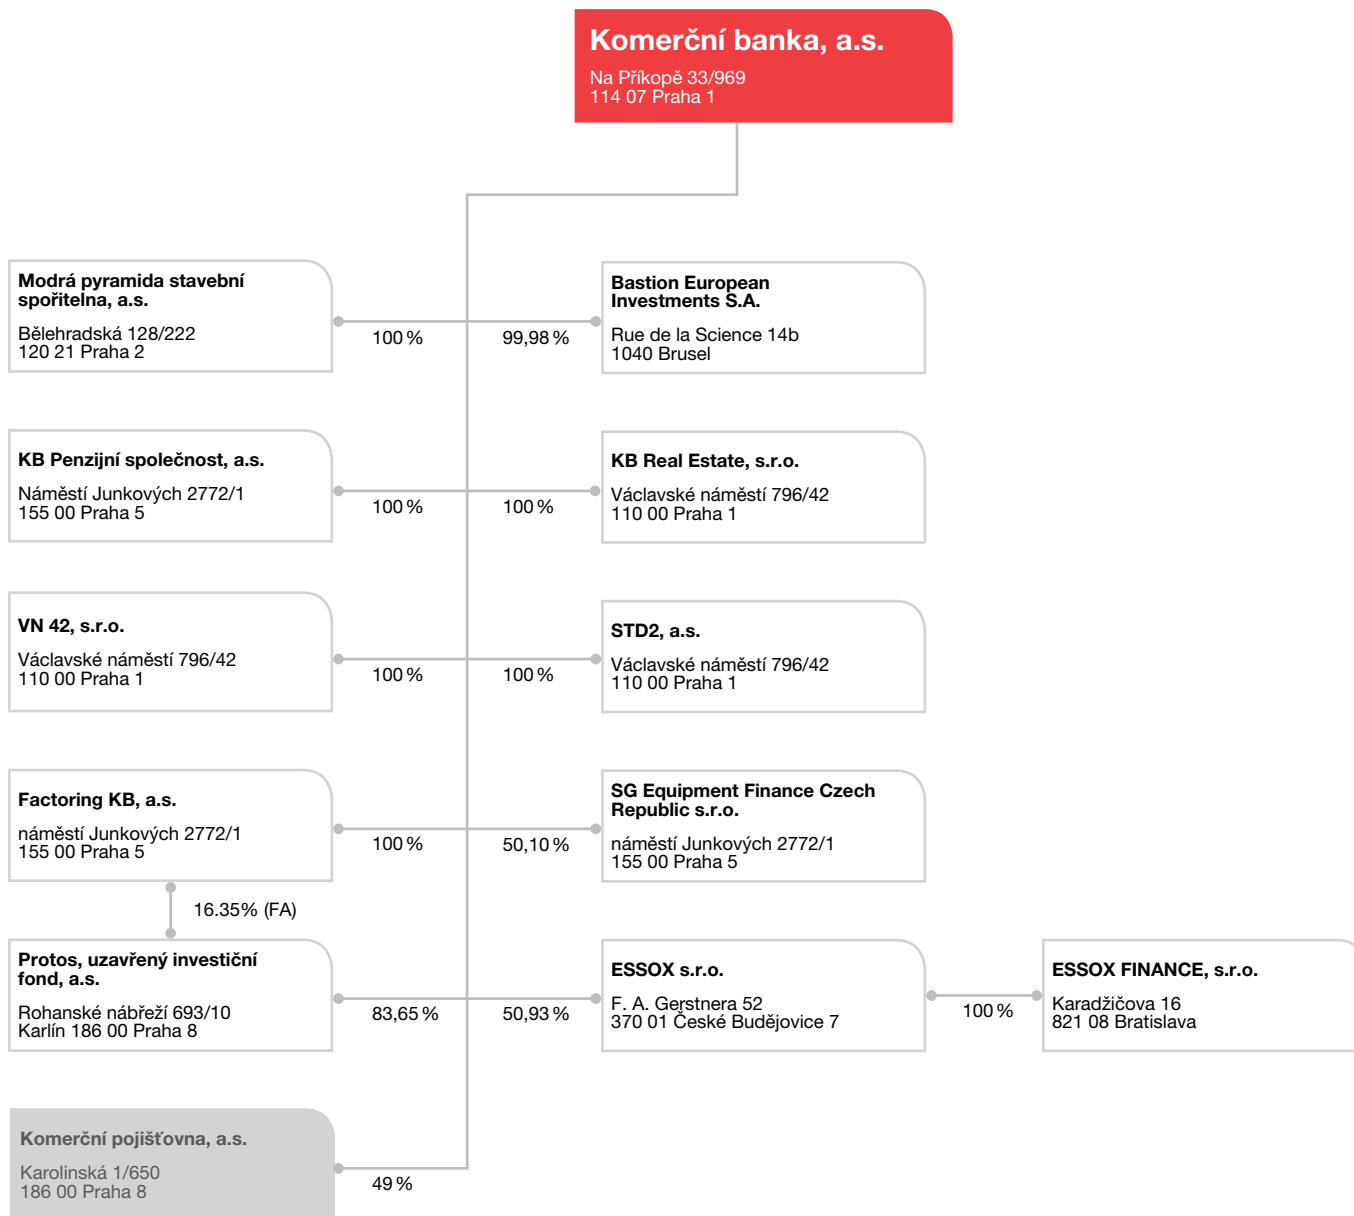 Komerční banka, a.s.
Na Příkopě 33/969
114 07 Praha 1
Modrá pyramida stavební
spořitelna, a.s.
Bělehradská 128/222
120 21 Praha 2
100 %
99,98 %
Bastion European
Investments S.A.
Rue de la Science 14b
1040 Brusel
KB Penzijní společnost, a.s.
Náměstí Junkových 2772/1
155 00 Praha 5
100 %
100 %
KB Real Estate, s.r.o.
Václavské náměstí 796/42
110 00 Praha 1
VN 42, s.r.o.
Václavské náměstí 796/42
110 00 Praha 1
100 %
100 %
STD2, a.s.
Václavské náměstí 796/42
110 00 Praha 1
Factoring KB, a.s.
náměstí Junkových 2772/1
155 00 Praha 5
100 %
50,10 %
SG Equipment Finance Czech
Republic s.r.o.
náměstí Junkových 2772/1
155 00 Praha 5
16.35% (FA)
Protos, uzavřený investiční
fond, a.s.
Rohanské nábřeží 693/10
Karlín 186 00 Praha 8
83,65 %
50,93 %
ESSOX s.r.o.
F. A. Gerstnera 52
370 01 České Budějovice 7
100 %
ESSOX FINANCE, s.r.o.
Karadžičova 16
821 08 Bratislava
Komerční pojišťovna, a.s.
Karolinská 1/650
186 00 Praha 8
49 %